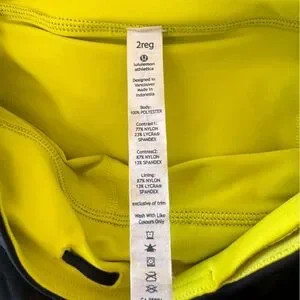 2reg
lululemon
athletica
Designed in
Vancouver
made in
Indonesia
Body:
100% POLYESTER
Contrast1:
77% NYLON
23% LYCRA®
SPANDEX
Contrast2:
87% NYLON
13% SPANDEX
Lining:
87% NYLON
13% LYCRA®
SPANDEX
exclusive of trim
Wash With Like
Colours Only